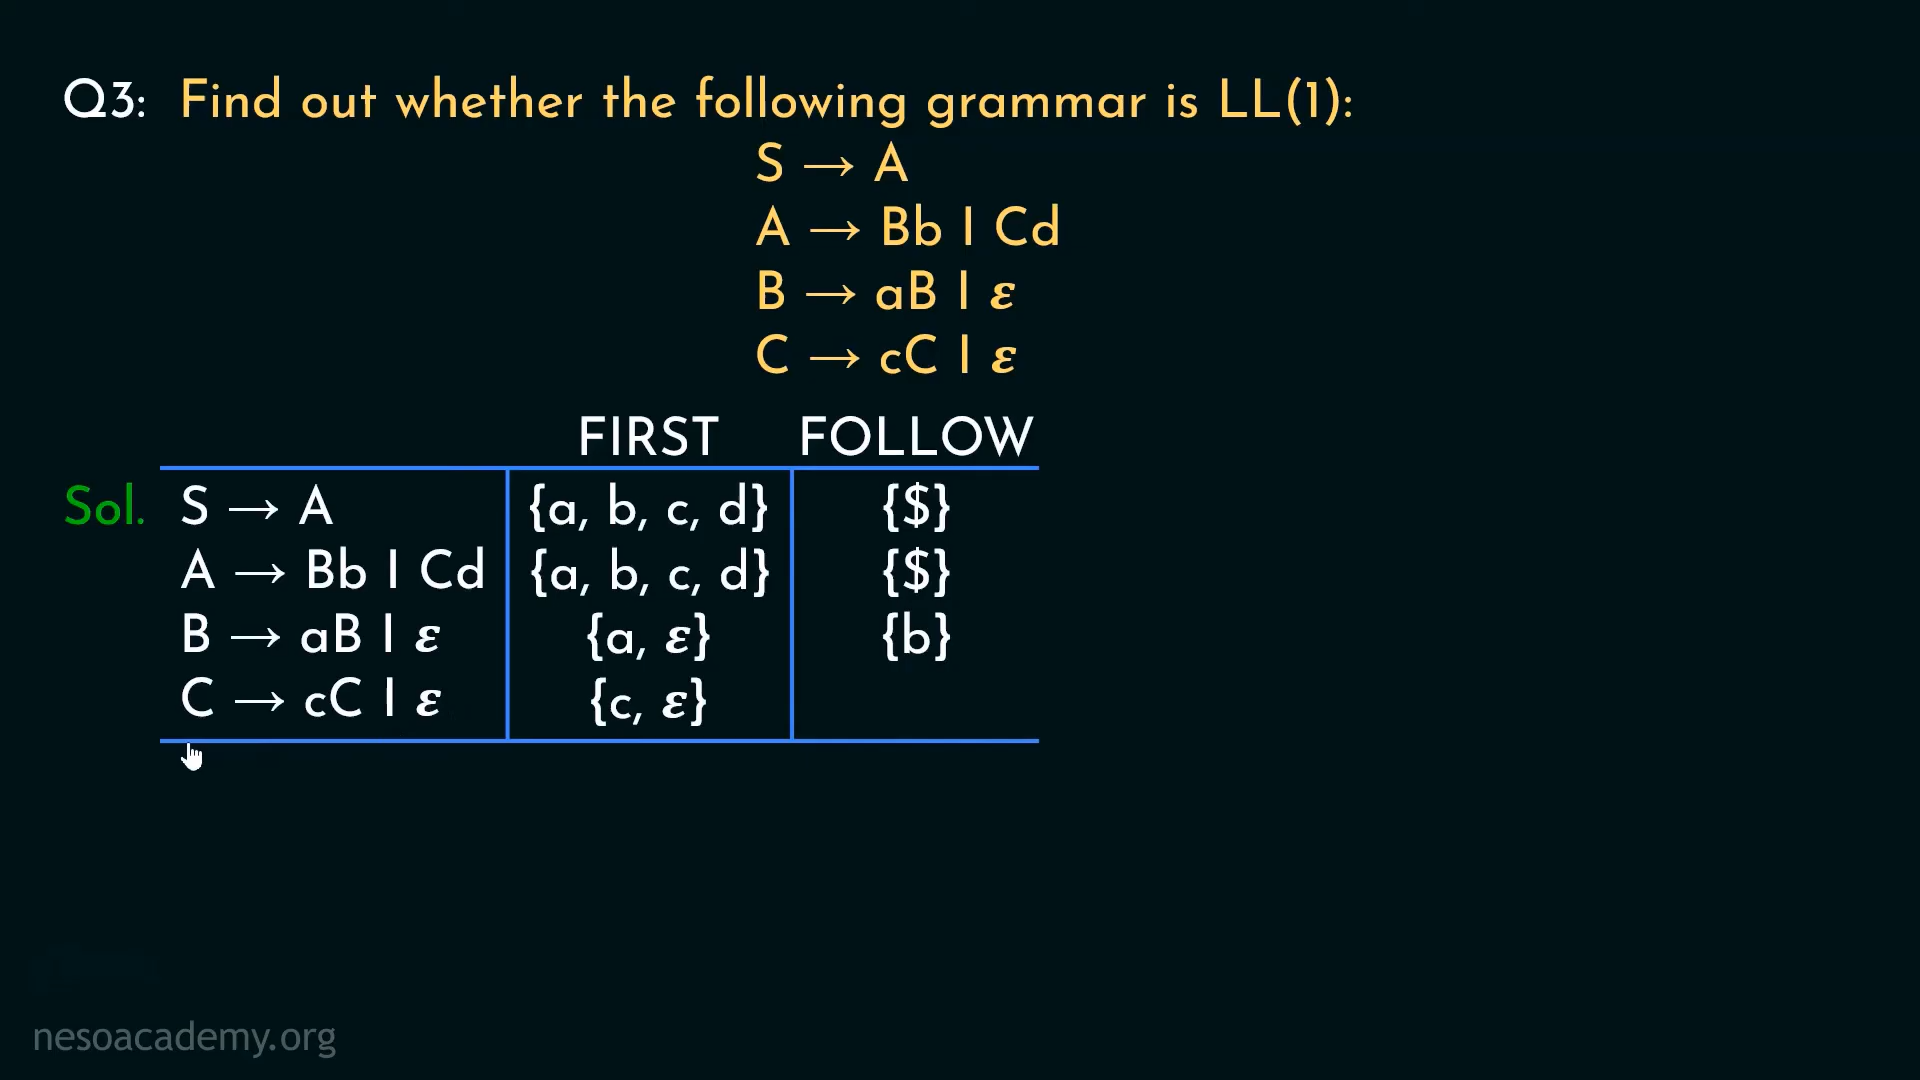 Q3: Find out whether the following grammar is LL(1):
S → A
A → Bb | Cd
B → aB | ε
C → cC | ε
FIRST FOLLOW
Sol. S → A {a, b, c, d} {$}
A → Bb | Cd {a, b, c, d} {$}
B → aB | ε {a, ε} {b}
C → cC | ε {c, ε}
nesoacademy.org